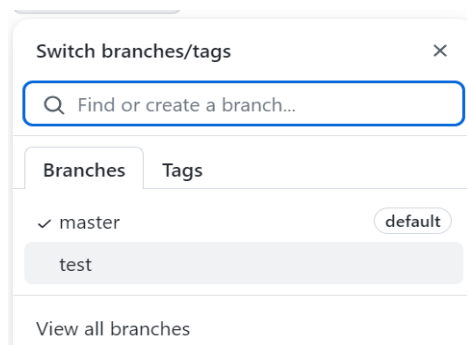 Switch branches/tags
Find or create a branch...
Branches Tags
master default
test
View all branches